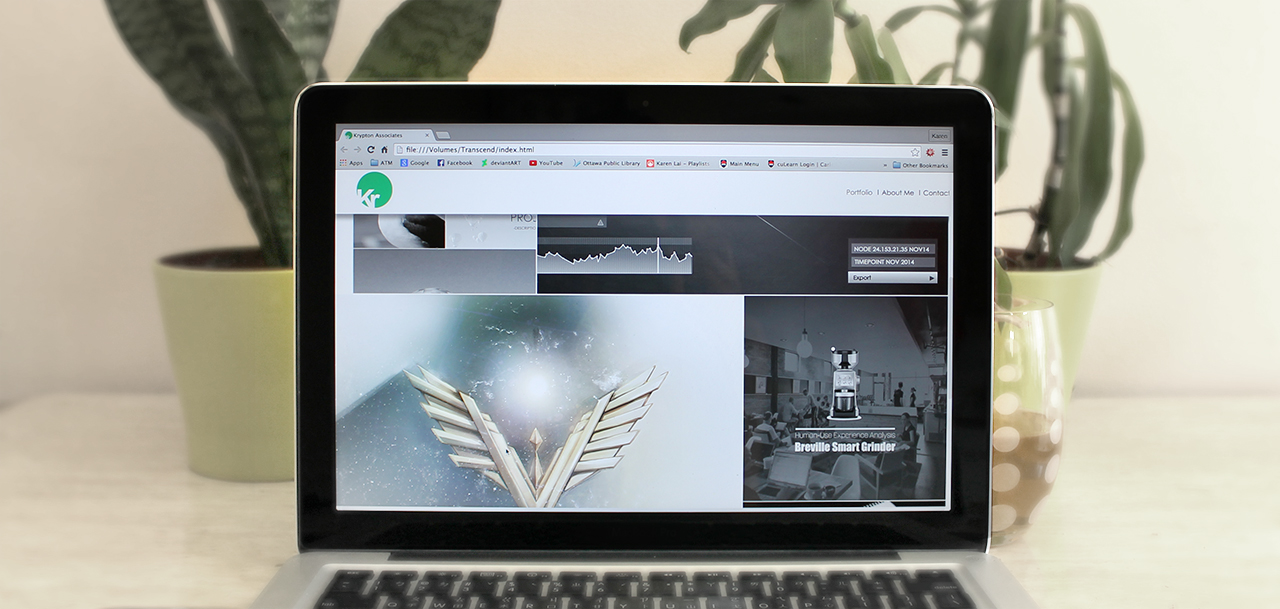 Krypton Associates
Karen
file:///Volumes/Transcend/index.html
Apps ATM Google Facebook deviantART YouTube Ottawa Public Library Karen Lai – Playlists Main Menu cuLearn Login | Carl » Other Bookmarks
Kr
Portfolio | About Me | Contact
PRO
NODE 24.153.21.35 NOV14
TIMEPOINT NOV 2014
Export
Human-Use Experience Analysis
Breville Smart Grinder